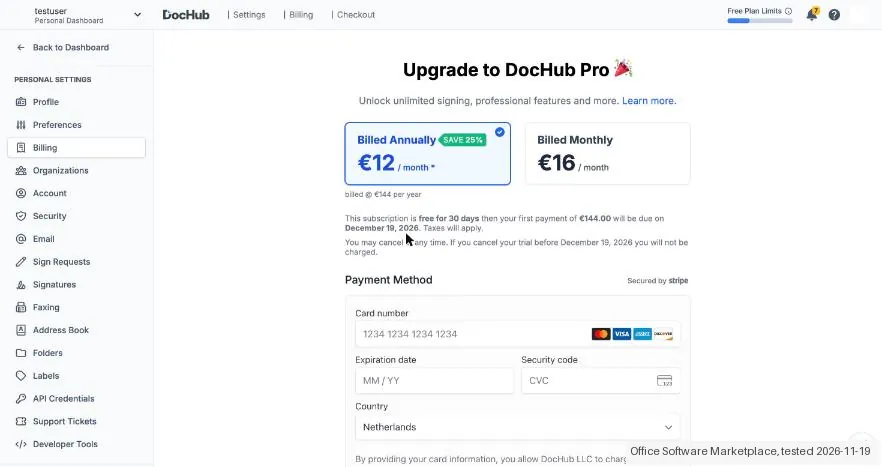 testuser
Personal Dashboard
DocHub
Settings
Billing
Checkout
Free Plan Limits
7
Back to Dashboard
PERSONAL SETTINGS
Profile
Preferences
Billing
Organizations
Account
Security
Email
Sign Requests
Signatures
Faxing
Address Book
Folders
Labels
API Credentials
Support Tickets
Developer Tools
Upgrade to DocHub Pro
Unlock unlimited signing, professional features and more. Learn more.
Billed Annually SAVE 25%
€12 / month *
Billed Monthly
€16 / month
billed @ €144 per year
This subscription is free for 30 days then your first payment of €144.00 will be due on
December 19, 2026. Taxes will apply.
You may cancel any time. If you cancel your trial before December 19, 2026 you will not be
charged.
Payment Method
Secured by stripe
Card number
1234 1234 1234 1234
VISA
DISCOVER
Expiration date
Security code
MM / YY
CVC
123
Country
Netherlands
By providing your card information, you allow DocHub LLC to
Office Software Marketplace, tested 2026-11-19